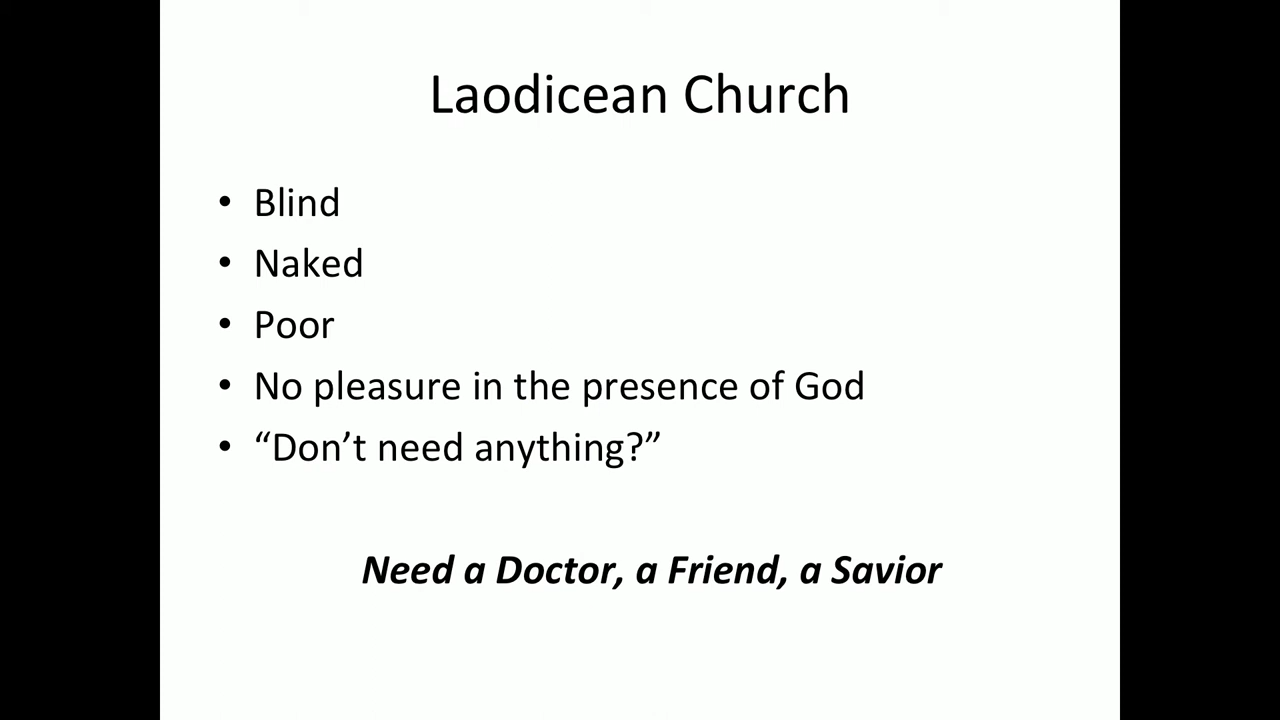 Laodicean Church
• Blind
• Naked
• Poor
• No pleasure in the presence of God
• “Don’t need anything?”
Need a Doctor, a Friend, a Savior